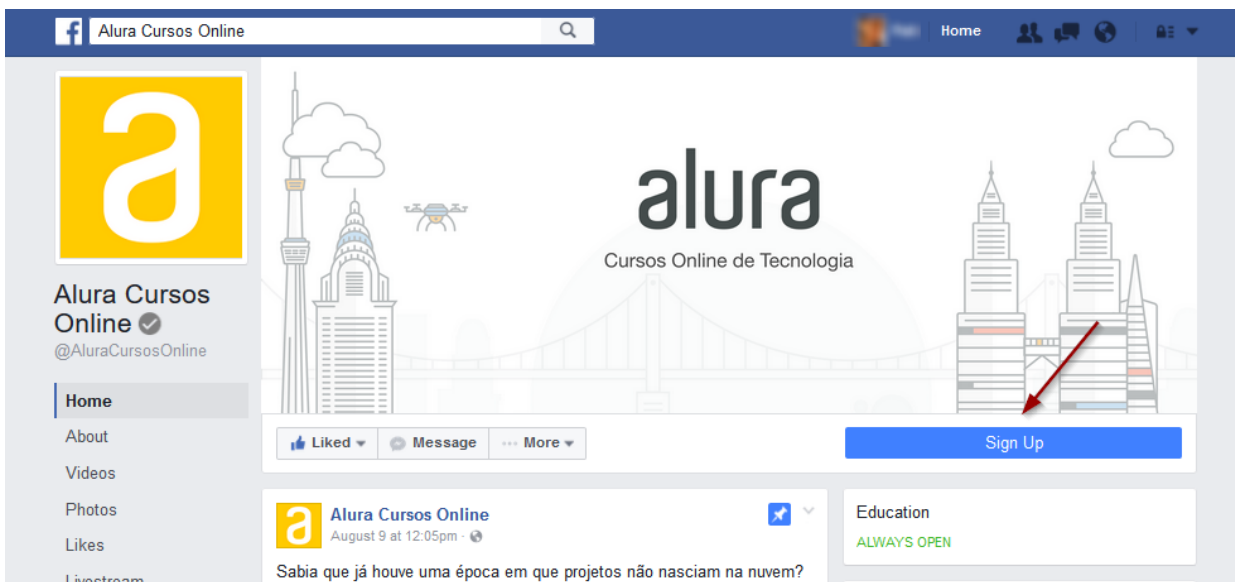 Alura Cursos Online
Home
alura
Cursos Online de Tecnologia
Alura Cursos
Online
@AluraCursosOnline
Home
About
Videos
Photos
Likes
Livestream
Liked
Message
More
Sign Up
Alura Cursos Online
August 9 at 12:05pm ·
Sabia que já houve uma época em que projetos não nasciam na nuvem?
Education
ALWAYS OPEN